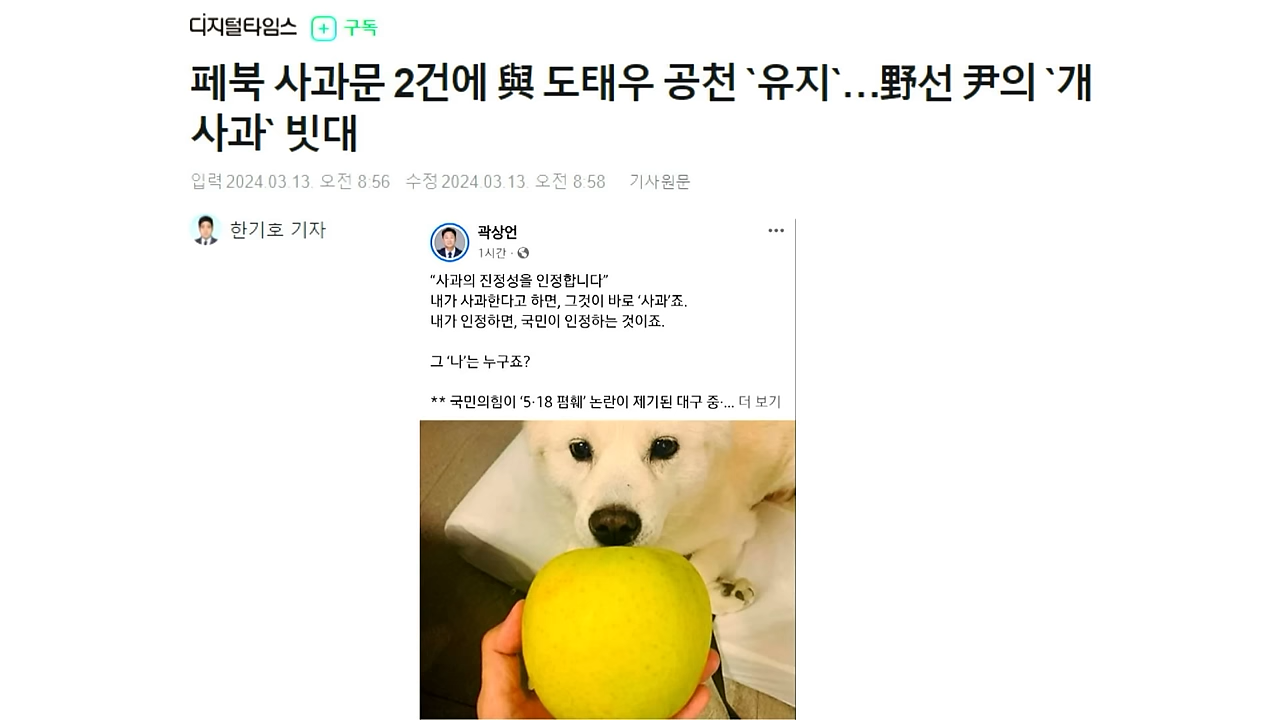 디지털타임스 + 구독
페북 사과문 2건에 與 도태우 공천 `유지`…野선 尹의 `개
사과` 빗대
입력 2024.03.13. 오전 8:56 수정 2024.03.13. 오전 8:58 기사원문
한기호 기자
곽상언
1시간 ·
“사과의 진정성을 인정합니다”
내가 사과한다고 하면, 그것이 바로 ‘사과’죠.
내가 인정하면, 국민이 인정하는 것이죠.
그 ‘나’는 누구죠?
** 국민의힘이 ‘5·18 폄훼’ 논란이 제기된 대구 중·... 더 보기